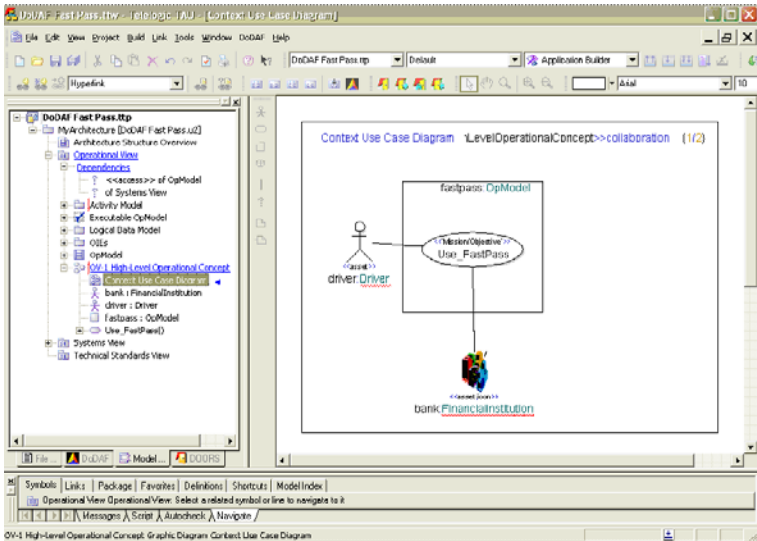 DoDAF Fast Pass.ttw - Telelogic TAU - [Context Use Case Diagram]
File Edit View Project Build Link Tools Window DoDAF Help
DoDAF Fast Pass.ttp Default Application Builder
Hyperlink Arial 10
DoDAF Fast Pass.ttp
MyArchitecture [DoDAF Fast Pass.u2]
Architecture Structure Overview
Operational View
Dependencies
<<access>> of OpModel
of Systems View
Activity Model
Executable OpModel
Logical Data Model
OIEs
OpModel
OV-1 High-Level Operational Concept
Context Use Case Diagram
bank : FinancialInstitution
driver : Driver
fastpass : OpModel
Use_FastPass()
Systems View
Technical Standards View
File ... DoDAF Model ... DOORS
Context Use Case Diagram \LevelOperationalConcept>>collaboration (1/2)
fastpass:OpModel
<<Mission/Objective>>
Use_FastPass
<<asset>>
driver:Driver
<<asset,icon>>
bank:FinancialInstitution
Symbols Links Package Favorites Definitions Shortcuts Model Index
Operational View Operational View: Select a related symbol or line to navigate to it
Messages Script Autocheck Navigate
OV-1 High-Level Operational Concept Graphic Diagram Context Use Case Diagram